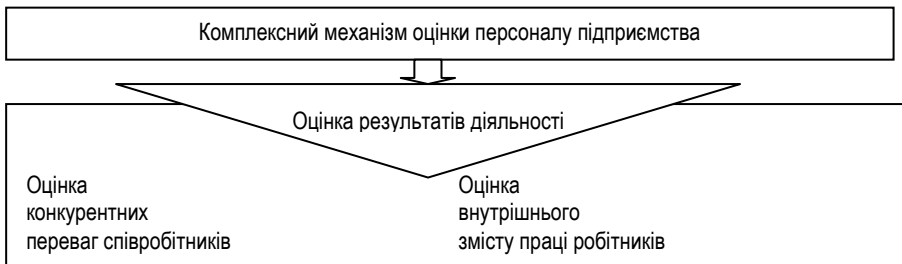 Комплексний механізм оцінки персоналу підприємства
Оцінка результатів діяльності
Оцінка
конкурентних
переваг співробітників
Оцінка
внутрішнього
змісту праці робітників